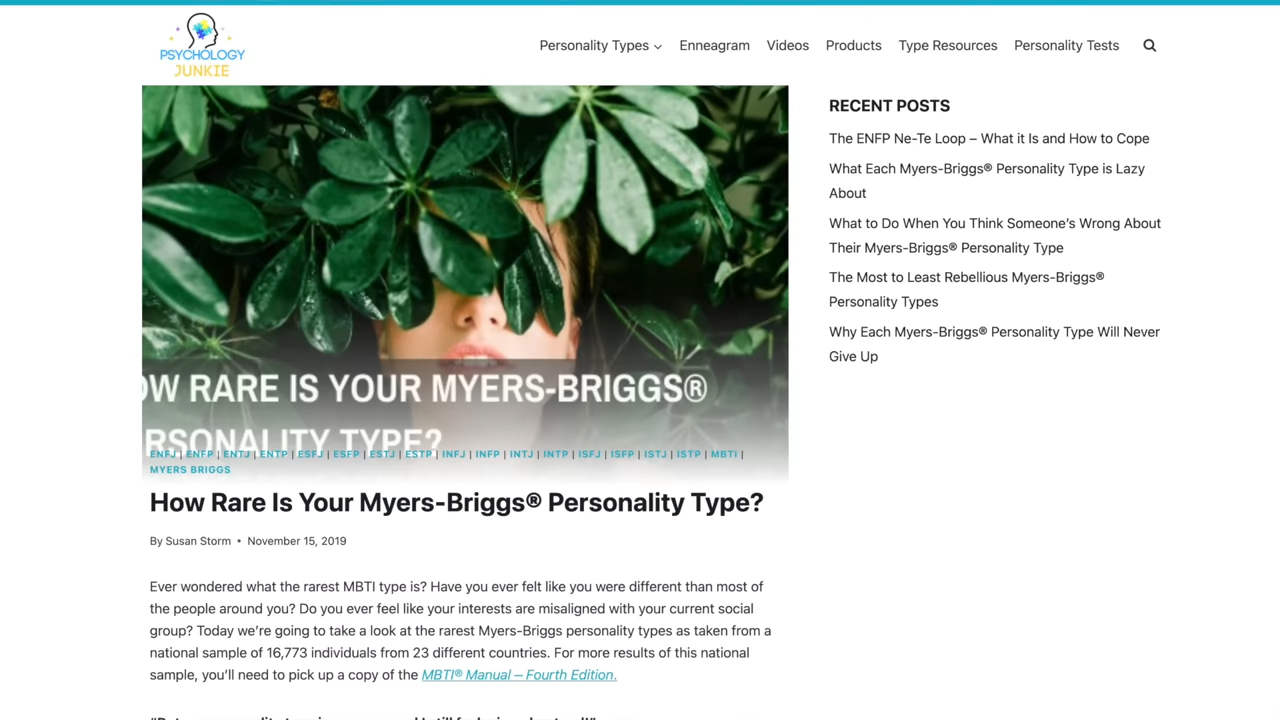 PSYCHOLOGY
JUNKIE
Personality Types
Enneagram
Videos
Products
Type Resources
Personality Tests
OW RARE IS YOUR MYERS-BRIGGS®
RSONALITY TYPE?
ENFJ | ENFP | ENTJ | ENTP | ESFJ | ESFP | ESTJ | ESTP | INFJ | INFP | INTJ | INTP | ISFJ | ISFP | ISTJ | ISTP | MBTI |
MYERS BRIGGS
How Rare Is Your Myers-Briggs® Personality Type?
By Susan Storm • November 15, 2019
Ever wondered what the rarest MBTI type is? Have you ever felt like you were different than most of
the people around you? Do you ever feel like your interests are misaligned with your current social
group? Today we’re going to take a look at the rarest Myers-Briggs personality types as taken from a
national sample of 16,773 individuals from 23 different countries. For more results of this national
sample, you’ll need to pick up a copy of the MBTI® Manual – Fourth Edition.
RECENT POSTS
The ENFP Ne-Te Loop – What it Is and How to Cope
What Each Myers-Briggs® Personality Type is Lazy
About
What to Do When You Think Someone’s Wrong About
Their Myers-Briggs® Personality Type
The Most to Least Rebellious Myers-Briggs®
Personality Types
Why Each Myers-Briggs® Personality Type Will Never
Give Up